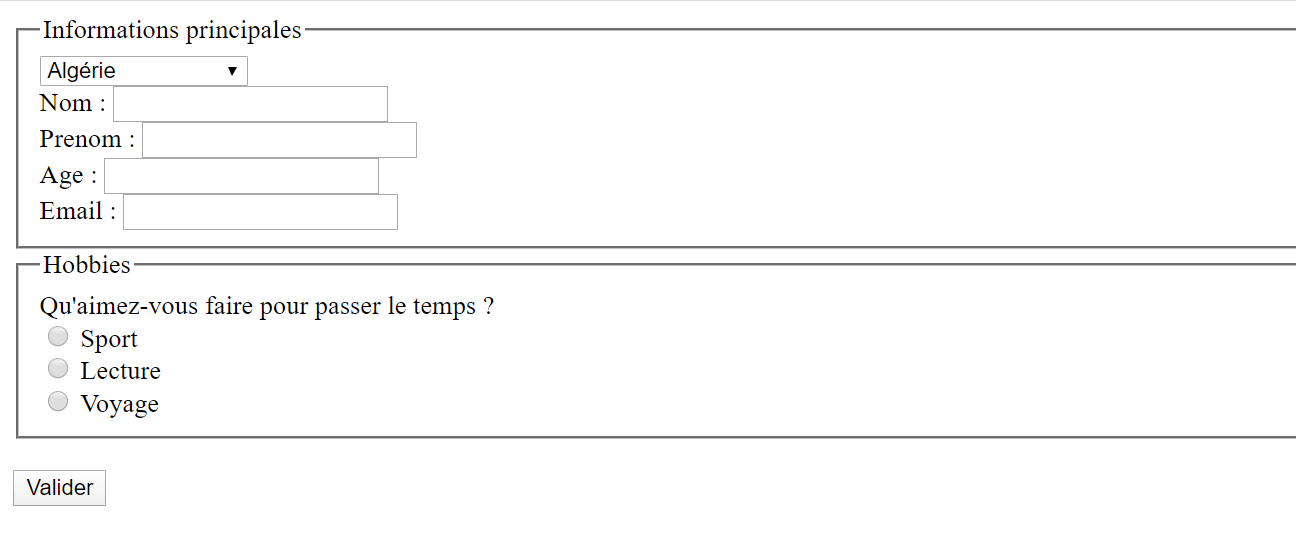 Informations principales
Algérie
Nom :
Prenom :
Age :
Email :
Hobbies
Qu'aimez-vous faire pour passer le temps ?
Sport
Lecture
Voyage
Valider